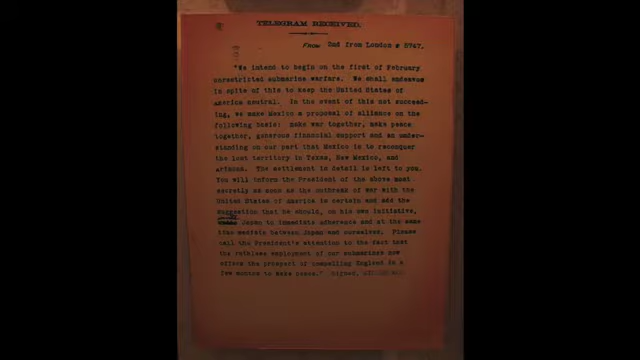 TELEGRAM RECEIVED.
FROM 2nd from London # 5747.
"We intend to begin on the first of February
unrestricted submarine warfare. We shall endeavor
in spite of this to keep the United States of
America neutral. In the event of this not succeed-
ing, we make Mexico a proposal of alliance on the
following basis: make war together, make peace
together, generous financial support and an under-
standing on our part that Mexico is to reconquer
the lost territory in Texas, New Mexico, and
Arizona. The settlement in detail is left to you.
You will inform the President of the above most
secretly as soon as the outbreak of war with the
United States of America is certain and add the
suggestion that he should, on his own initiative,
Japan to immediate adherence and at the same
time mediate between Japan and ourselves. Please
call the President's attention to the fact that
the ruthless employment of our submarines now
offers the prospect of compelling England in a
few months to make peace." Signed,